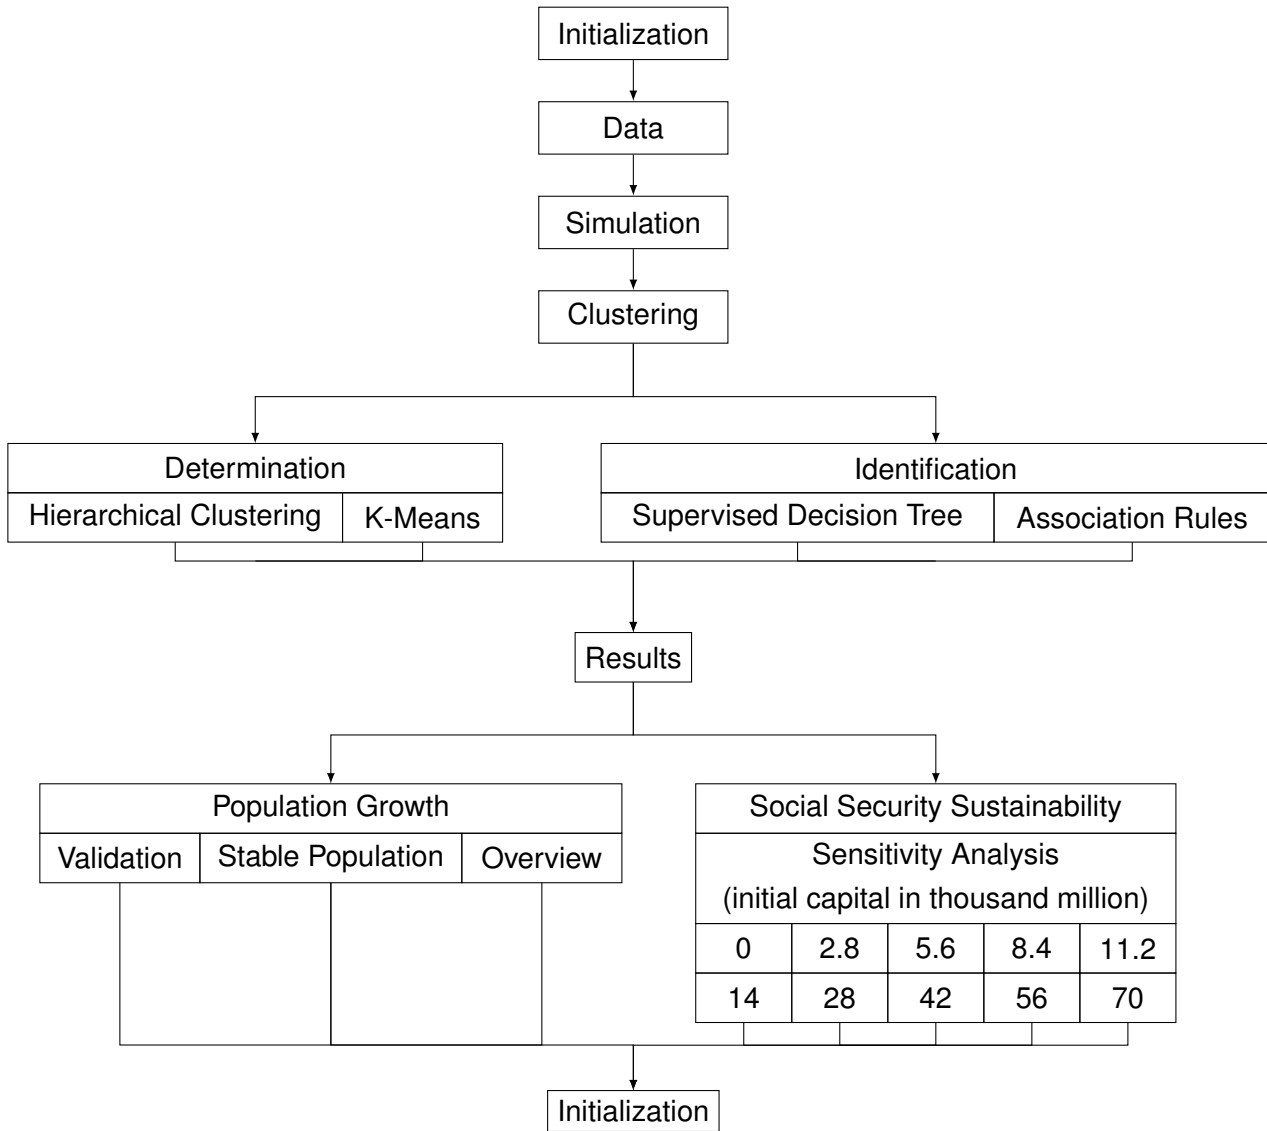 Initialization
Data
Simulation
Clustering
Determination
Hierarchical Clustering K-Means
Identification
Supervised Decision Tree Association Rules
Results
Population Growth
Validation Stable Population Overview
Social Security Sustainability
Sensitivity Analysis
(initial capital in thousand million)
0 2.8 5.6 8.4 11.2
14 28 42 56 70
Initialization